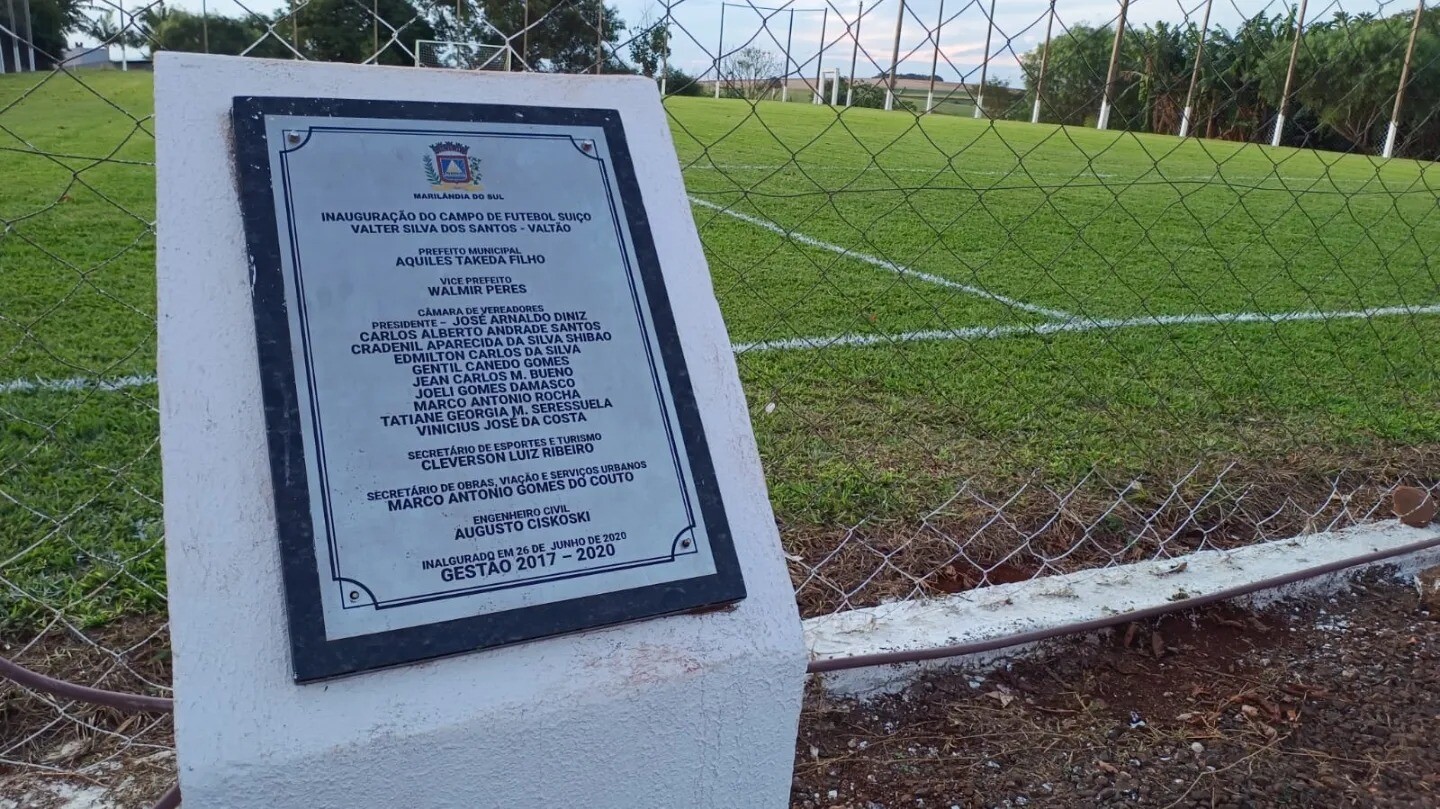 MARILÂNDIA DO SUL
INAUGURAÇÃO DO CAMPO DE FUTEBOL SUIÇO
VALTER SILVA DOS SANTOS - VALTÃO
PREFEITO MUNICIPAL
AQUILES TAKEDA FILHO
VICE PREFEITO
WALMIR PERES
CÂMARA DE VEREADORES
PRESIDENTE - JOSÉ ARNALDO DINIZ
CARLOS ALBERTO ANDRADE SANTOS
CRADENIL APARECIDA DA SILVA SHIBAO
EDMILTON CARLOS DA SILVA
GENTIL CANEDO GOMES
JEAN CARLOS M. BUENO
JOELI GOMES DAMASCO
MARCO ANTONIO ROCHA
TATIANE GEORGIA M. SERESSUELA
VINICIUS JOSÉ DA COSTA
SECRETÁRIO DE ESPORTES E TURISMO
CLEVERSON LUIZ RIBEIRO
SECRETÁRIO DE OBRAS, VIAÇÃO E SERVIÇOS URBANOS
MARCO ANTONIO GOMES DO COUTO
ENGENHEIRO CIVIL
AUGUSTO CISKOSKI
INALGURADO EM 26 DE JUNHO DE 2020
GESTÃO 2017 - 2020